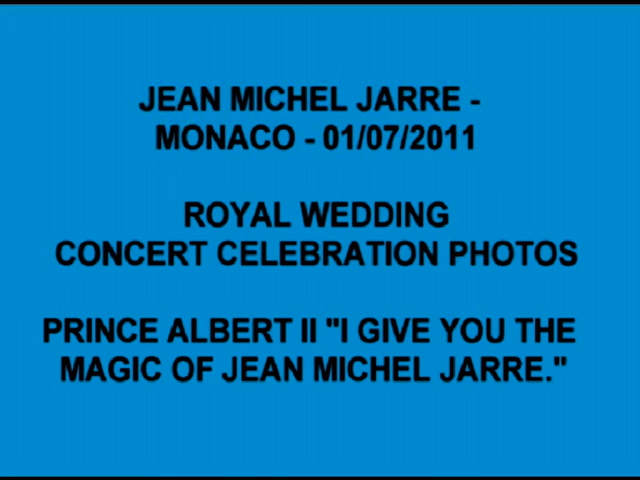 JEAN MICHEL JARRE -
MONACO - 01/07/2011
ROYAL WEDDING
CONCERT CELEBRATION PHOTOS
PRINCE ALBERT II "I GIVE YOU THE
MAGIC OF JEAN MICHEL JARRE."